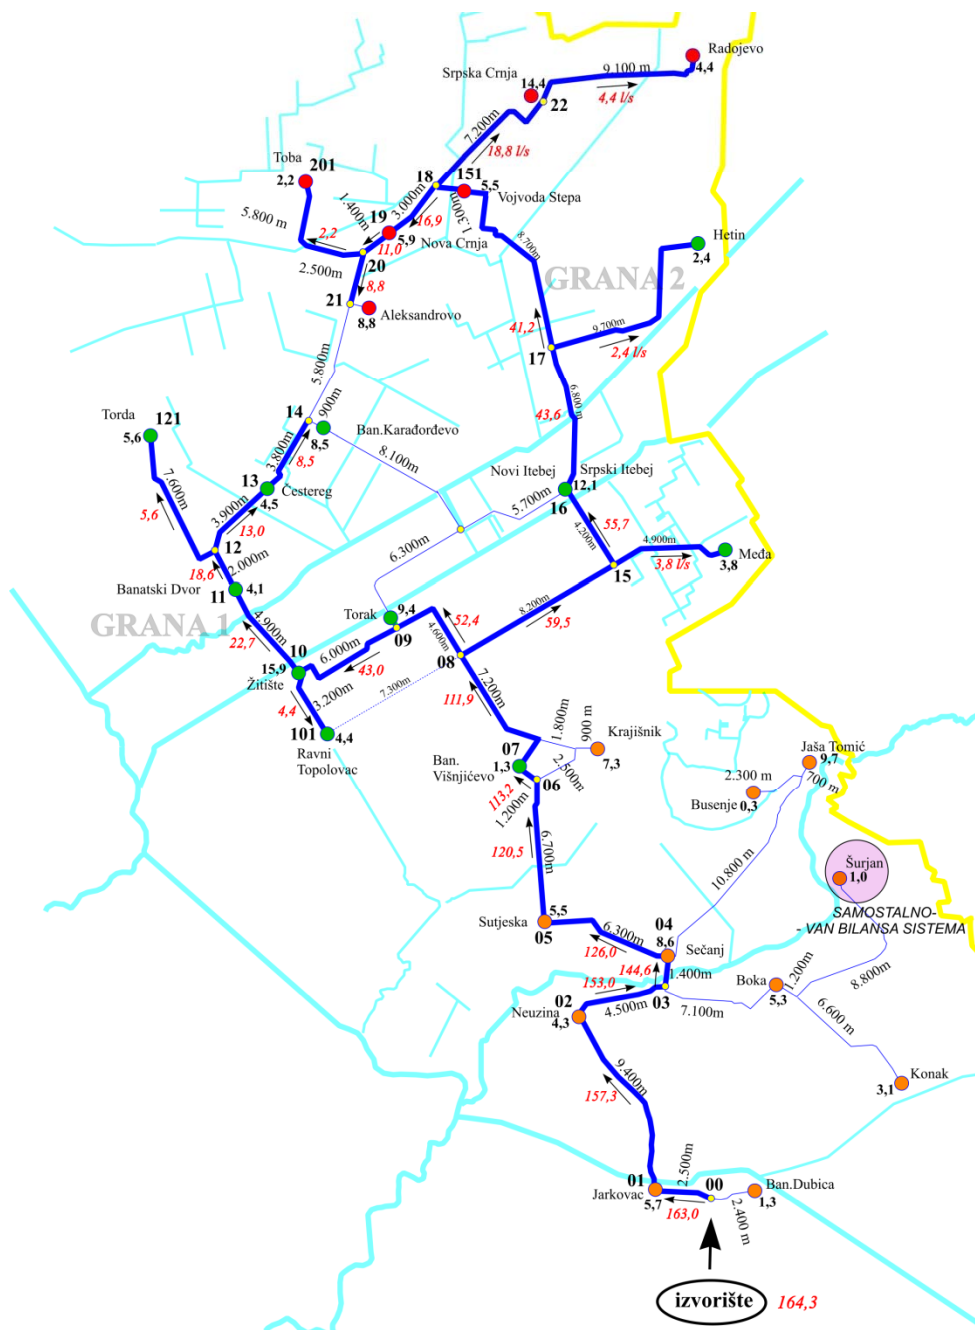 Radojevo
4,4
9.100 m
4,4 l/s
Srpska Crnja
14,4
22
7.200m
18,8 l/s
Toba
201
2,2
5.800 m
2,2
1.400m
19
3.000m
18
151
5,5
Vojvoda Stepa
1.300m
16,9
5,9
Nova Crnja
11,0
20
2.500m
8,8
21
8,8
Aleksandrovo
8.700m
GRANA 2
Hetin
2,4
41,2
17
9.700m
2,4 l/s
5.800m
6.800 m
43,6
Torda
121
5,6
14
900m
8,5
Ban.Karađorđevo
3.800m
8,5
8.100m
7.600m
5,6
13
Čestereg
4,5
3.900m
13,0
Novi Itebej
Srpski Itebej
12,1
16
5.700m
55,7
4.200m
4.900m
3,8 l/s
Međa
3,8
15
12
18,6
2.000m
Banatski Dvor
11
4,1
6.300m
8.200m
59,5
GRANA 1
4.900m
22,7
Torak
9,4
09
52,4
4.600m
08
10
6.000m
43,0
15,9
Žitište
3.200m
4,4
7.300m
101
4,4
Ravni
Topolovac
111,9
7.200m
1.800m
900 m
Krajišnik
7,3
2.500m
07
Ban.
Višnjićevo
1,3
06
113,2
1.200m
Jaša Tomić
9,7
700 m
2.300 m
Busenje
0,3
6.700m
120,5
10.800 m
Šurjan
1,0
SAMOSTALNO-
- VAN BILANSA SISTEMA
5,5
Sutjeska
05
6.300m
126,0
04
8,6
Sečanj
144,6
1.400m
153,0
02
Neuzina
4,3
4.500m
03
7.100m
Boka
5,3
1.200m
8.800m
6.600 m
Konak
3,1
9.400m
157,3
2.500m
01
Jarkovac
5,7
00
163,0
2.400 m
Ban.Dubica
1,3
izvorište
164,3